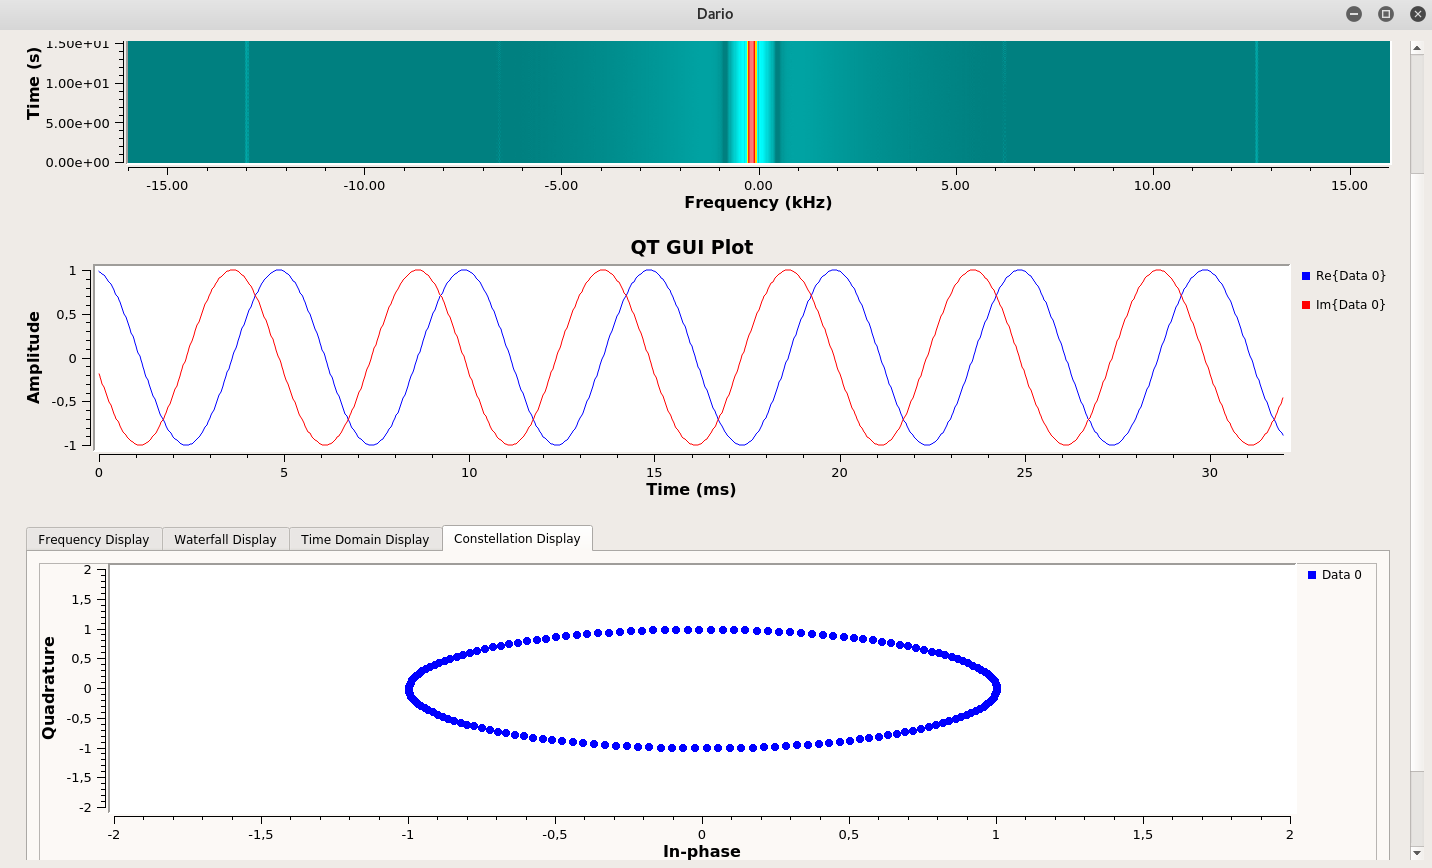 Dario
Time (s)
1.50e+01
1.00e+01
5.00e+00
0.00e+00
-15.00 -10.00 -5.00 0.00 5.00 10.00 15.00
Frequency (kHz)
QT GUI Plot
Amplitude
1
0,5
0
-0,5
-1
Re{Data 0}
Im{Data 0}
0 5 10 15 20 25 30
Time (ms)
Frequency Display Waterfall Display Time Domain Display Constellation Display
Quadrature
2
1,5
1
0,5
0
-0,5
-1
-1,5
-2
Data 0
-2 -1,5 -1 -0,5 0 0,5 1 1,5 2
In-phase